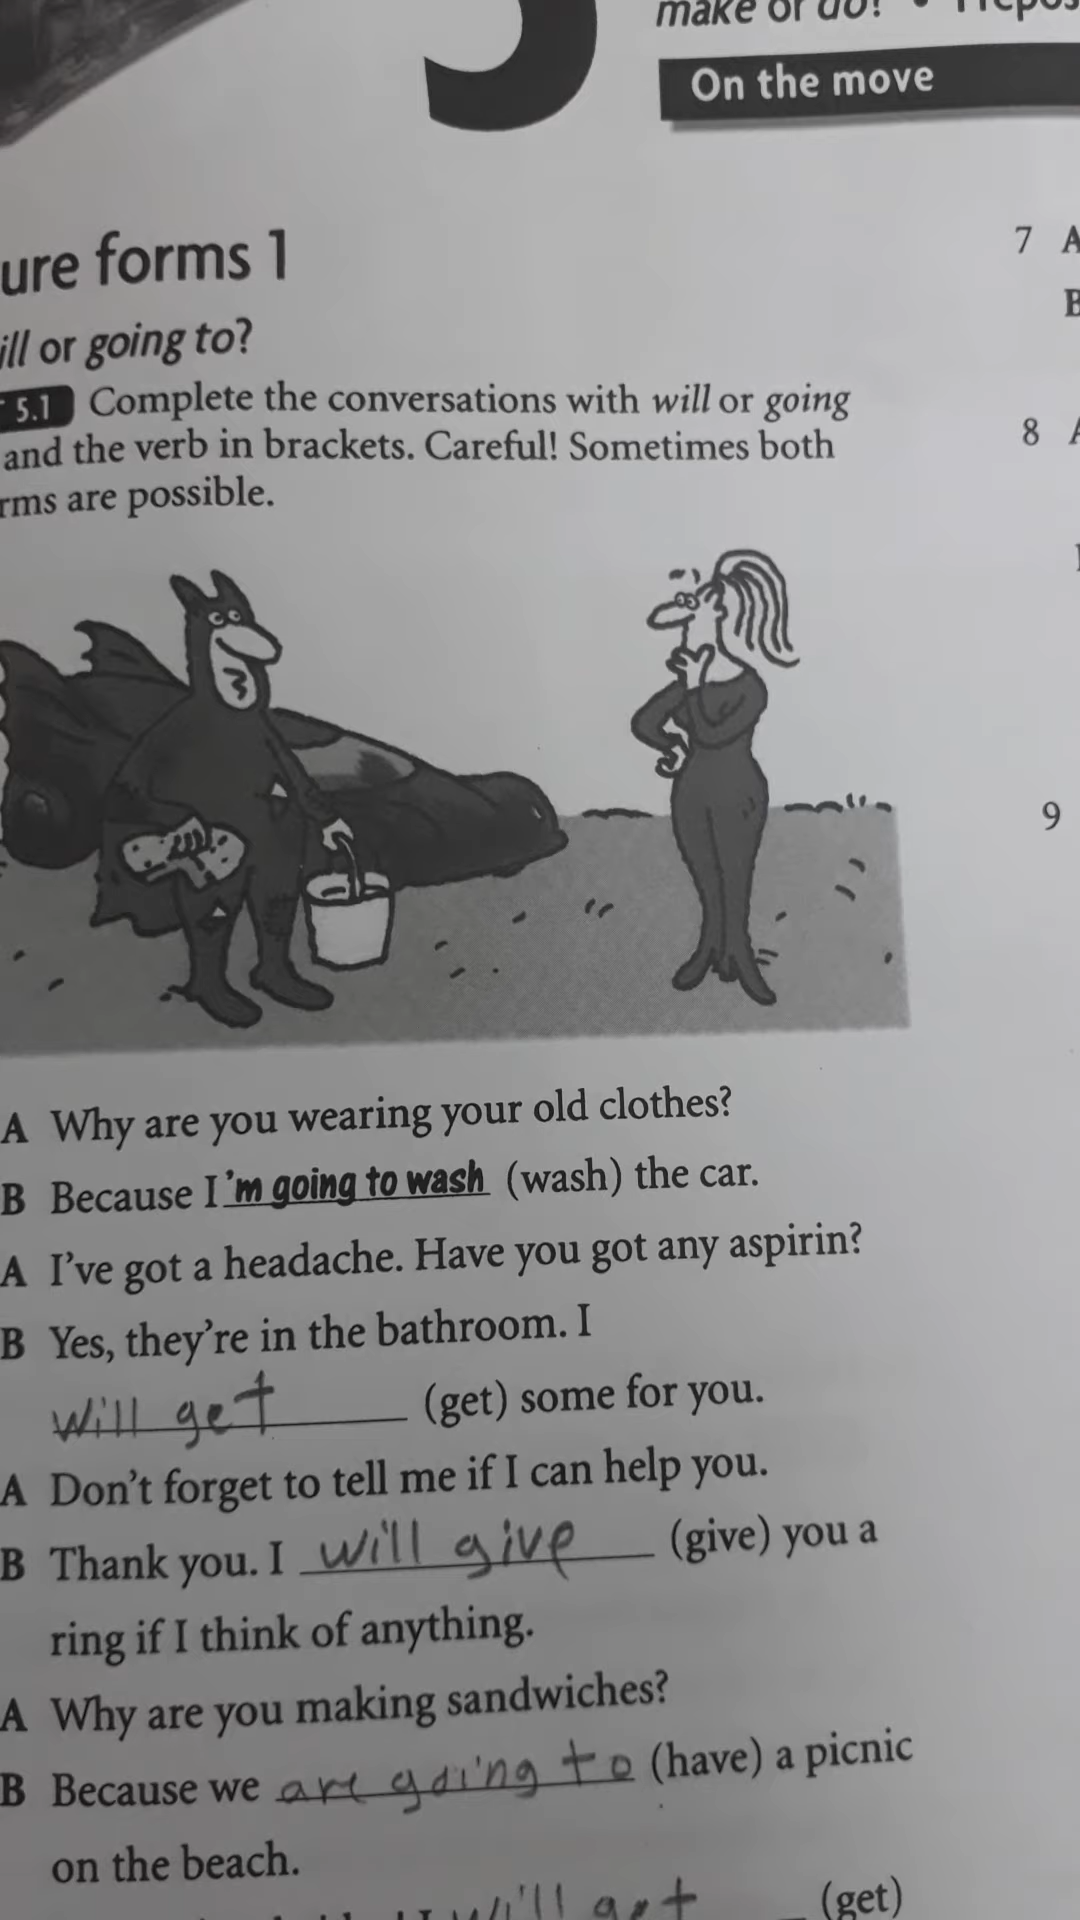 make or do?
On the move
ure forms 1
ill or going to?
5.1 Complete the conversations with will or going
and the verb in brackets. Careful! Sometimes both
rms are possible.
A Why are you wearing your old clothes?
B Because I 'm going to wash (wash) the car.
A I've got a headache. Have you got any aspirin?
B Yes, they're in the bathroom. I
will get (get) some for you.
A Don't forget to tell me if I can help you.
B Thank you. I will give (give) you a
ring if I think of anything.
A Why are you making sandwiches?
B Because we are going to (have) a picnic
on the beach.
I will get (get)
7 A
B
8 A
9